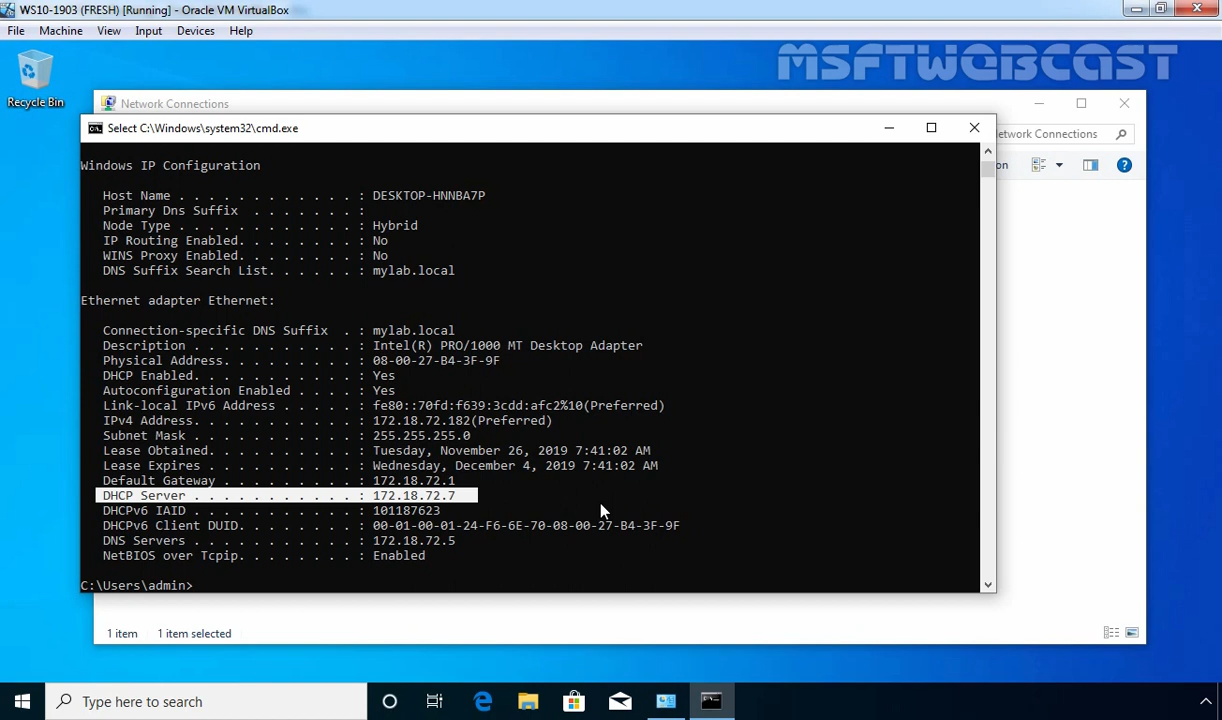 WS10-1903 (FRESH) [Running] - Oracle VM VirtualBox
File Machine View Input Devices Help
MSFTWEBCAST
Recycle Bin
Network Connections
etwork Connections
on
Select C:\Windows\system32\cmd.exe
Windows IP Configuration
Host Name . . . . . . . . . . . . : DESKTOP-HNNBA7P
Primary Dns Suffix . . . . . . . :
Node Type . . . . . . . . . . . . : Hybrid
IP Routing Enabled. . . . . . . . : No
WINS Proxy Enabled. . . . . . . . : No
DNS Suffix Search List. . . . . . : mylab.local
Ethernet adapter Ethernet:
Connection-specific DNS Suffix . : mylab.local
Description . . . . . . . . . . . : Intel(R) PRO/1000 MT Desktop Adapter
Physical Address. . . . . . . . . : 08-00-27-B4-3F-9F
DHCP Enabled. . . . . . . . . . . : Yes
Autoconfiguration Enabled . . . . : Yes
Link-local IPv6 Address . . . . . : fe80::70fd:f639:3cdd:afc2%10(Preferred)
IPv4 Address. . . . . . . . . . . : 172.18.72.182(Preferred)
Subnet Mask . . . . . . . . . . . : 255.255.255.0
Lease Obtained. . . . . . . . . . : Tuesday, November 26, 2019 7:41:02 AM
Lease Expires . . . . . . . . . . : Wednesday, December 4, 2019 7:41:02 AM
Default Gateway . . . . . . . . . : 172.18.72.1
DHCP Server . . . . . . . . . . . : 172.18.72.7
DHCPv6 IAID . . . . . . . . . . . : 101187623
DHCPv6 Client DUID. . . . . . . . : 00-01-00-01-24-F6-6E-70-08-00-27-B4-3F-9F
DNS Servers . . . . . . . . . . . : 172.18.72.5
NetBIOS over Tcpip. . . . . . . . : Enabled
C:\Users\admin>
1 item 1 item selected
Type here to search